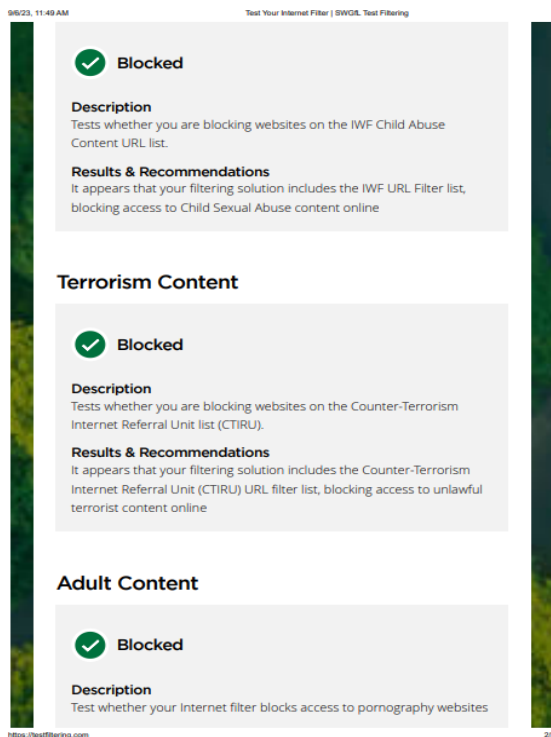 9/6/23, 11:49 AM
Test Your Internet Filter | SWGfL Test Filtering
Blocked
Description
Tests whether you are blocking websites on the IWF Child Abuse
Content URL list.
Results & Recommendations
It appears that your filtering solution includes the IWF URL Filter list,
blocking access to Child Sexual Abuse content online
Terrorism Content
Blocked
Description
Tests whether you are blocking websites on the Counter-Terrorism
Internet Referral Unit list (CTIRU).
Results & Recommendations
It appears that your filtering solution includes the Counter-Terrorism
Internet Referral Unit (CTIRU) URL filter list, blocking access to unlawful
terrorist content online
Adult Content
Blocked
Description
Test whether your Internet filter blocks access to pornography websites
https://testfiltering.com
2/